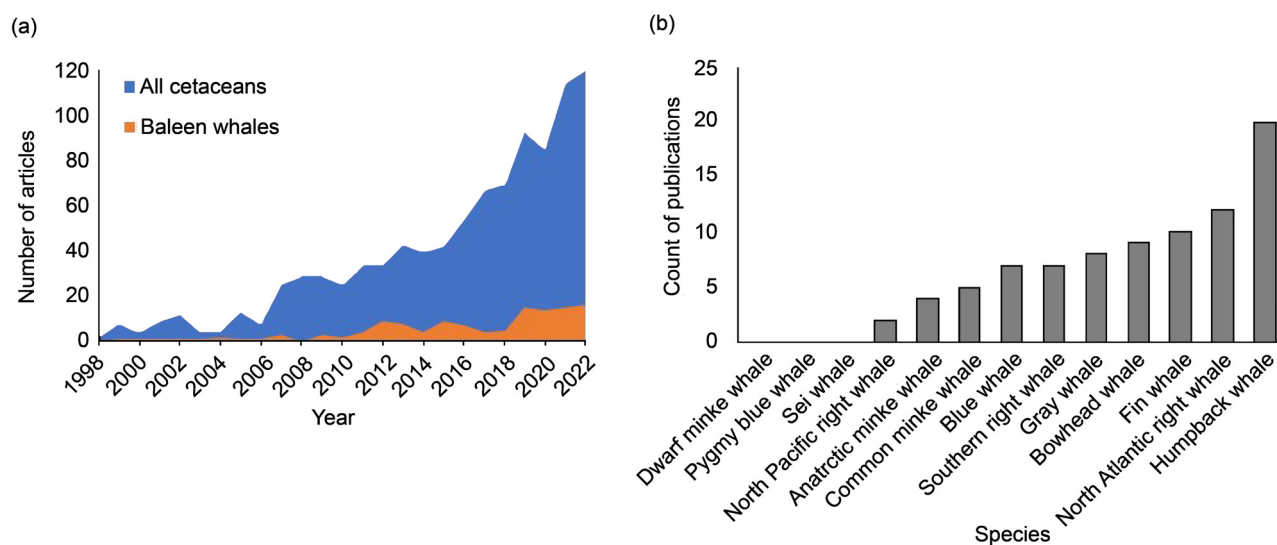 (a)
Number of articles
120
100
80
60
40
20
0
All cetaceans
Baleen whales
1998
2000
2002
2004
2006
2008
2010
2012
2014
2016
2018
2020
2022
Year
(b)
Count of publications
25
20
15
10
5
0
Dwarf minke whale
Pygmy blue whale
Sei whale
North Pacific right whale
Anatrctic minke whale
Common minke whale
Blue whale
Southern right whale
Gray whale
Bowhead whale
Fin whale
North Atlantic right whale
Humpback whale
Species